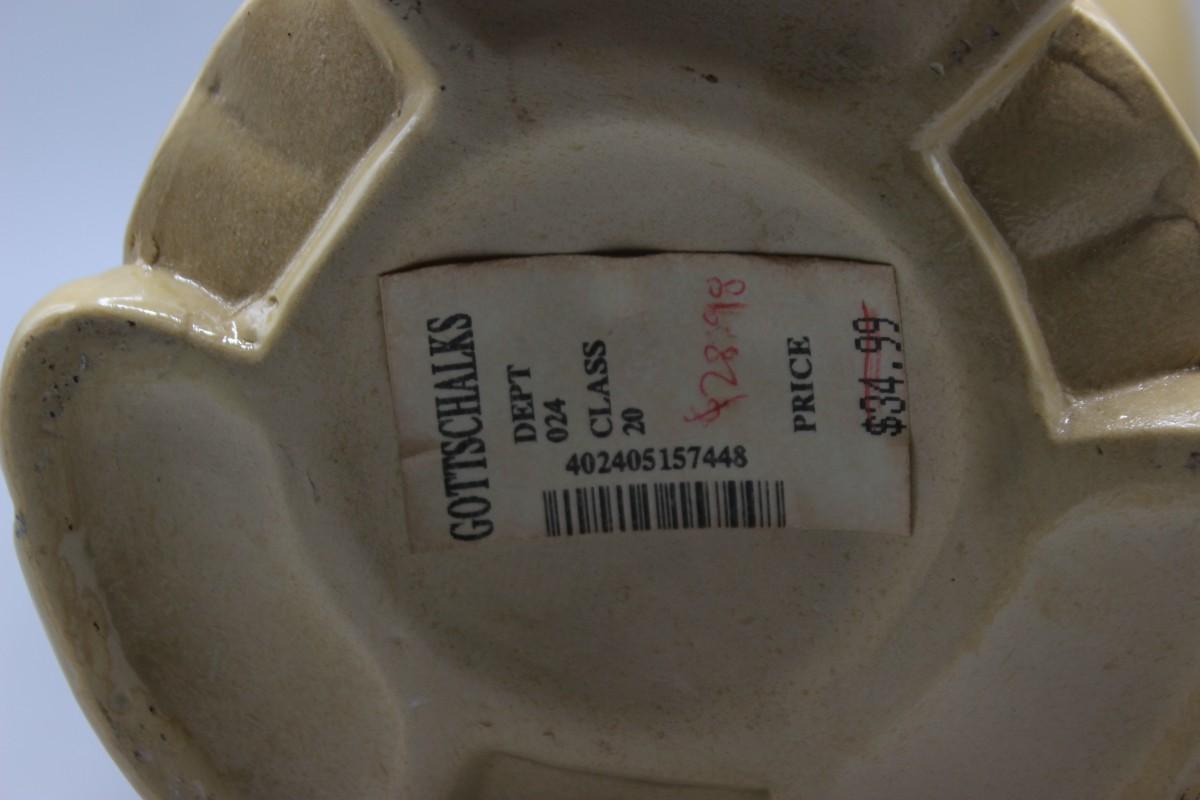 GOTTSCHALKS
DEPT
024
CLASS
20
$28.98
PRICE
$34.99
402405157448